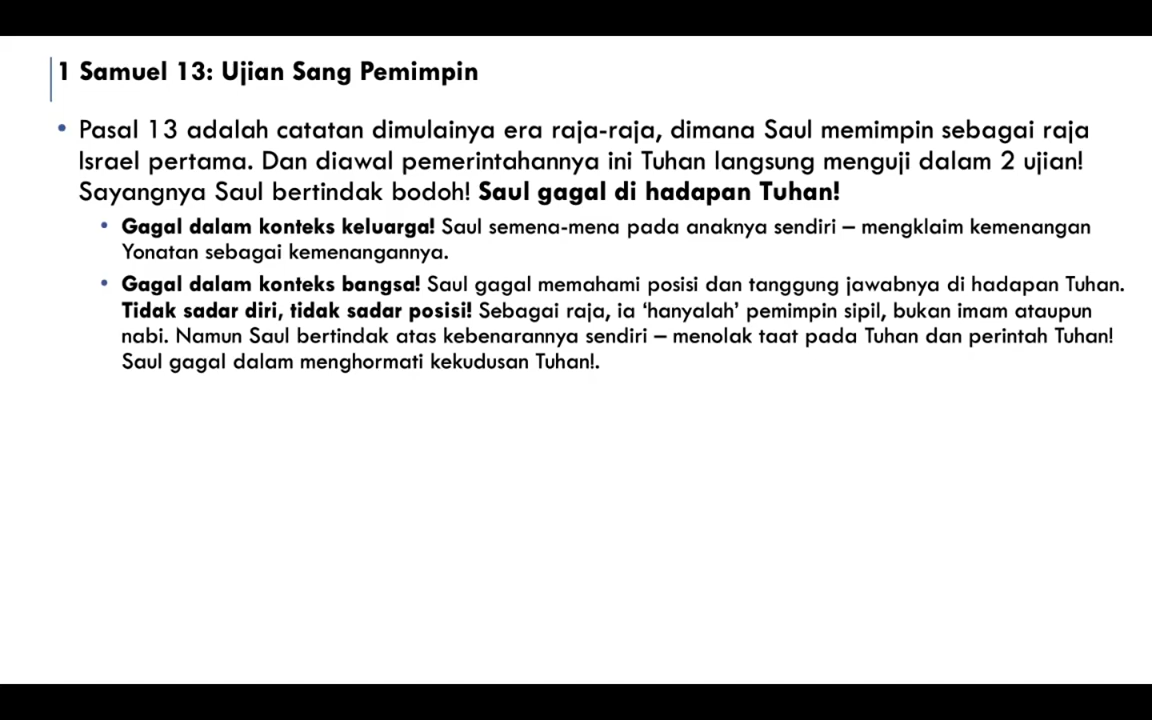 1 Samuel 13: Ujian Sang Pemimpin
• Pasal 13 adalah catatan dimulainya era raja-raja, dimana Saul memimpin sebagai raja
Israel pertama. Dan diawal pemerintahannya ini Tuhan langsung menguji dalam 2 ujian!
Sayangnya Saul bertindak bodoh! Saul gagal di hadapan Tuhan!
• Gagal dalam konteks keluarga! Saul semena-mena pada anaknya sendiri – mengklaim kemenangan
Yonatan sebagai kemenangannya.
• Gagal dalam konteks bangsa! Saul gagal memahami posisi dan tanggung jawabnya di hadapan Tuhan.
Tidak sadar diri, tidak sadar posisi! Sebagai raja, ia ‘hanyalah’ pemimpin sipil, bukan imam ataupun
nabi. Namun Saul bertindak atas kebenarannya sendiri – menolak taat pada Tuhan dan perintah Tuhan!
Saul gagal dalam menghormati kekudusan Tuhan!.